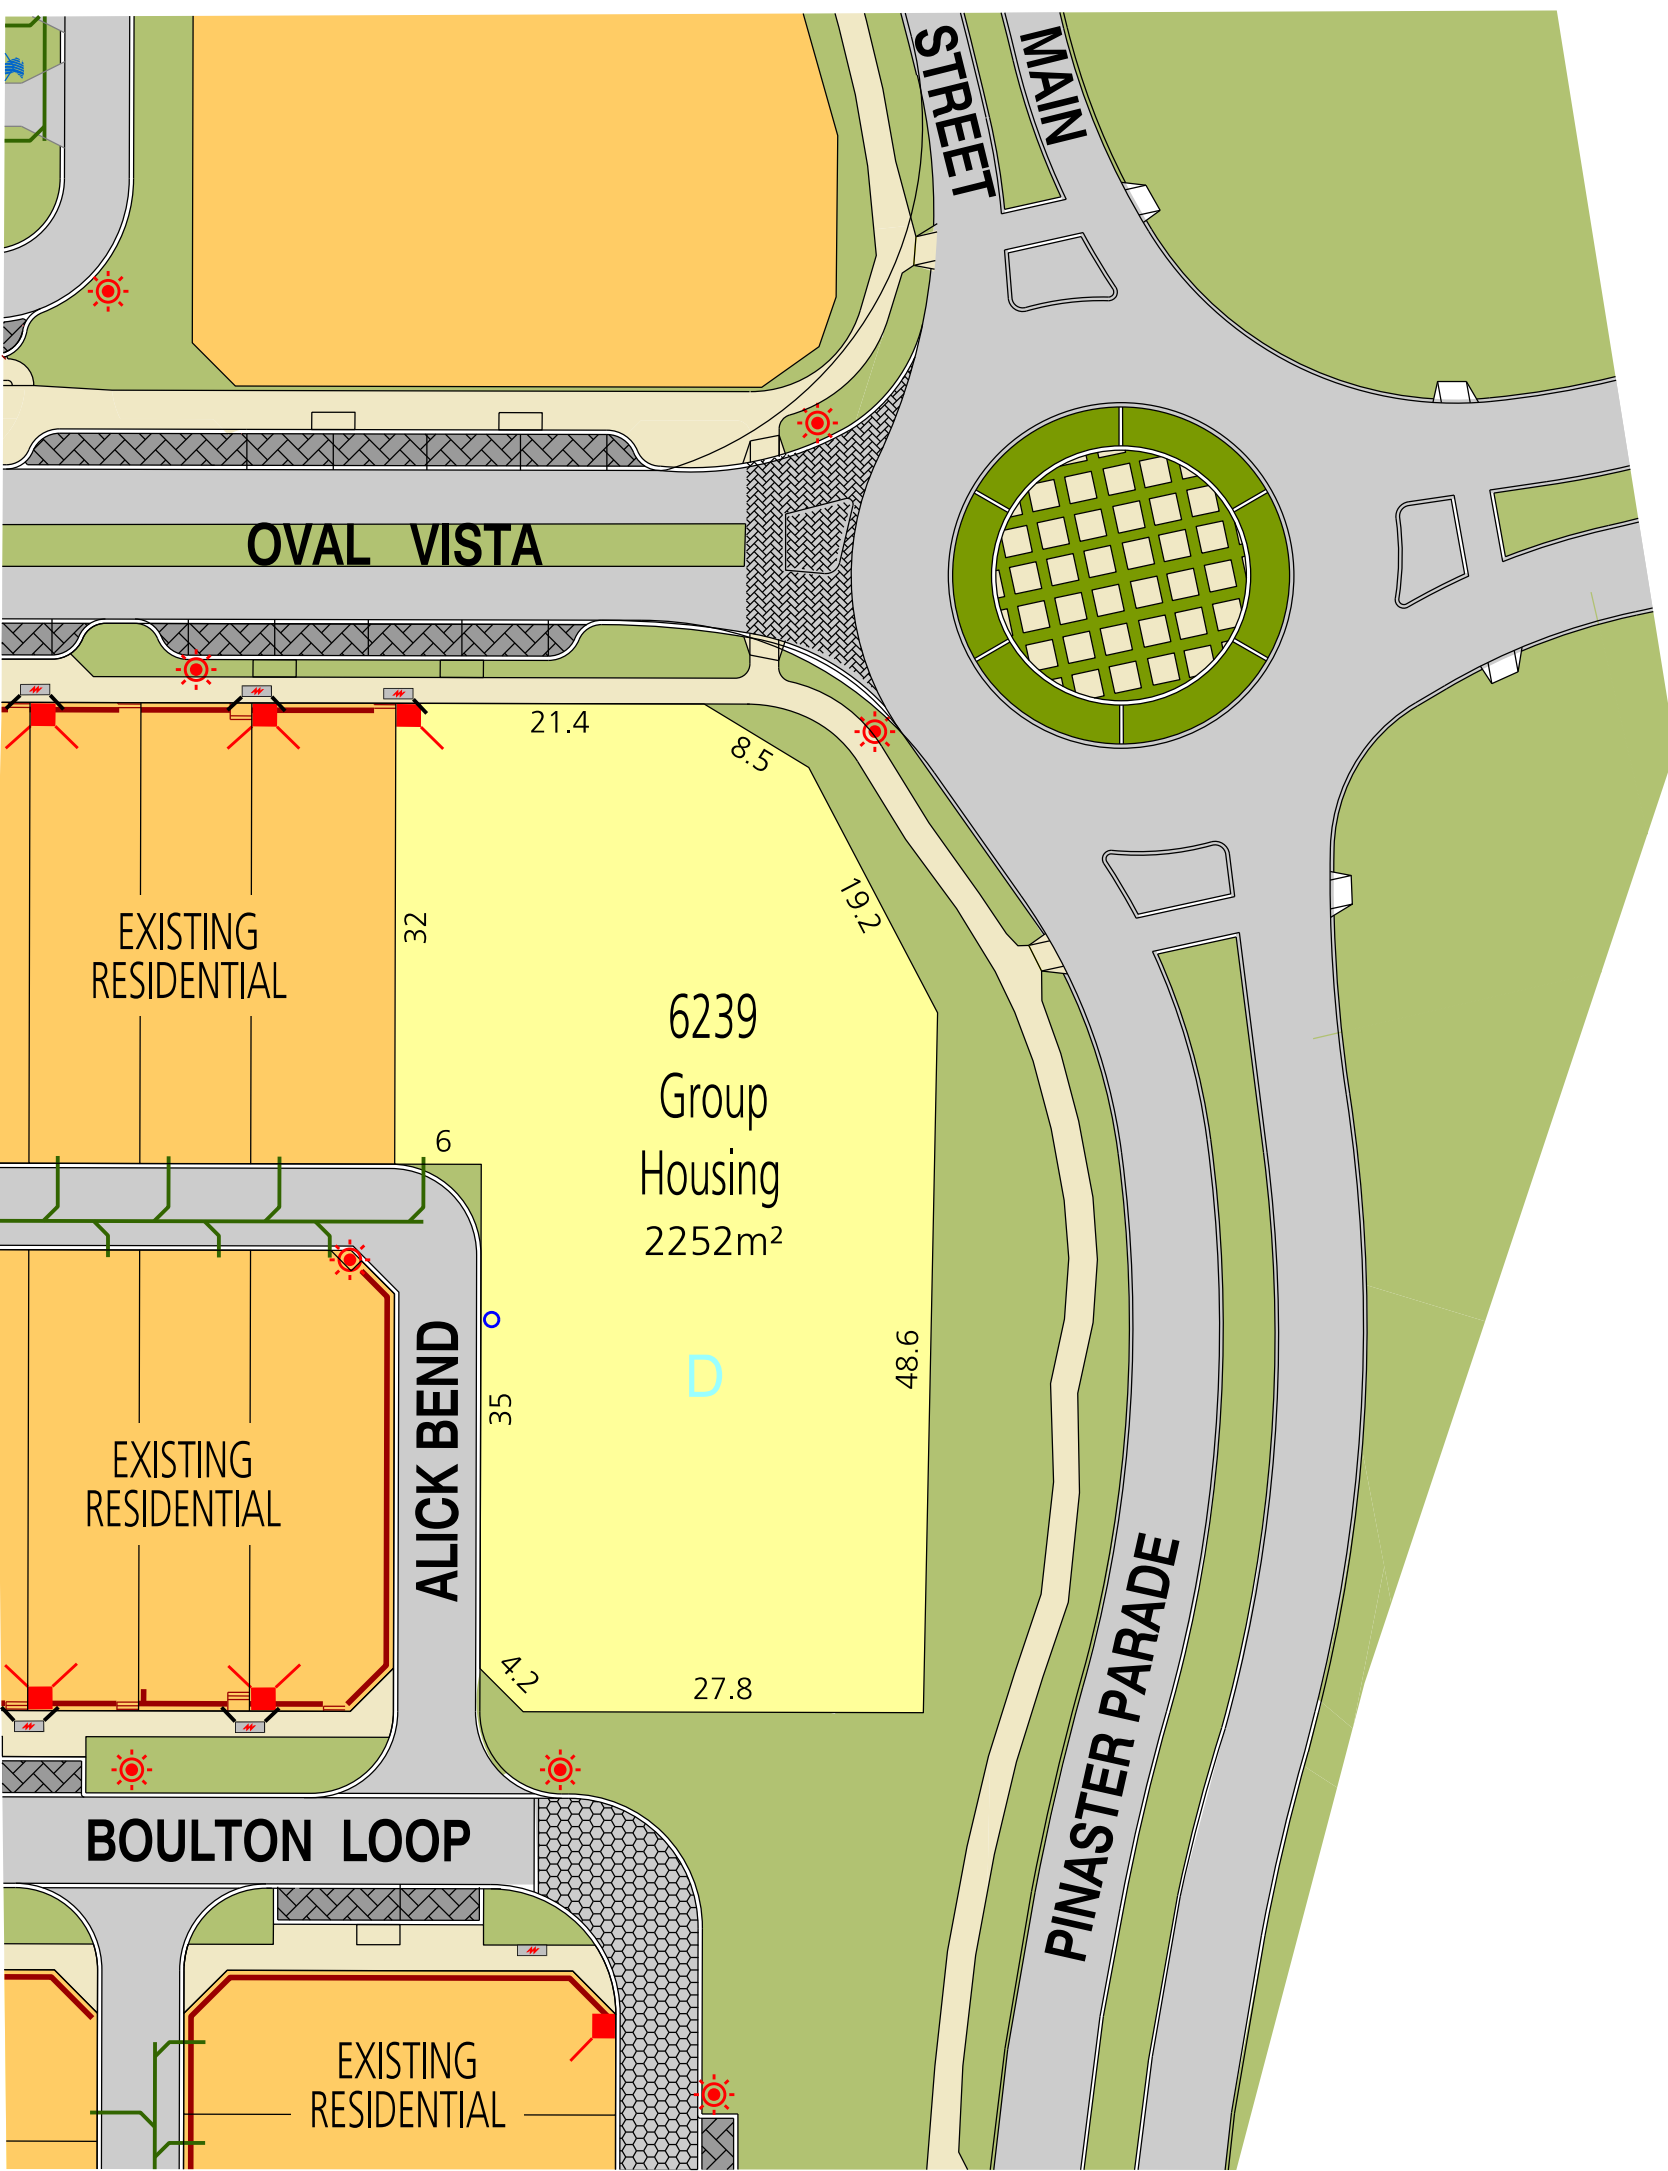 MAIN
STREET
OVAL VISTA
21.4
8.5
19.2
32
EXISTING
RESIDENTIAL
6239
Group
Housing
2252m²
6
D
48.6
35
ALICK BEND
EXISTING
RESIDENTIAL
4.2
27.8
PINASTER PARADE
BOULTON LOOP
EXISTING
RESIDENTIAL